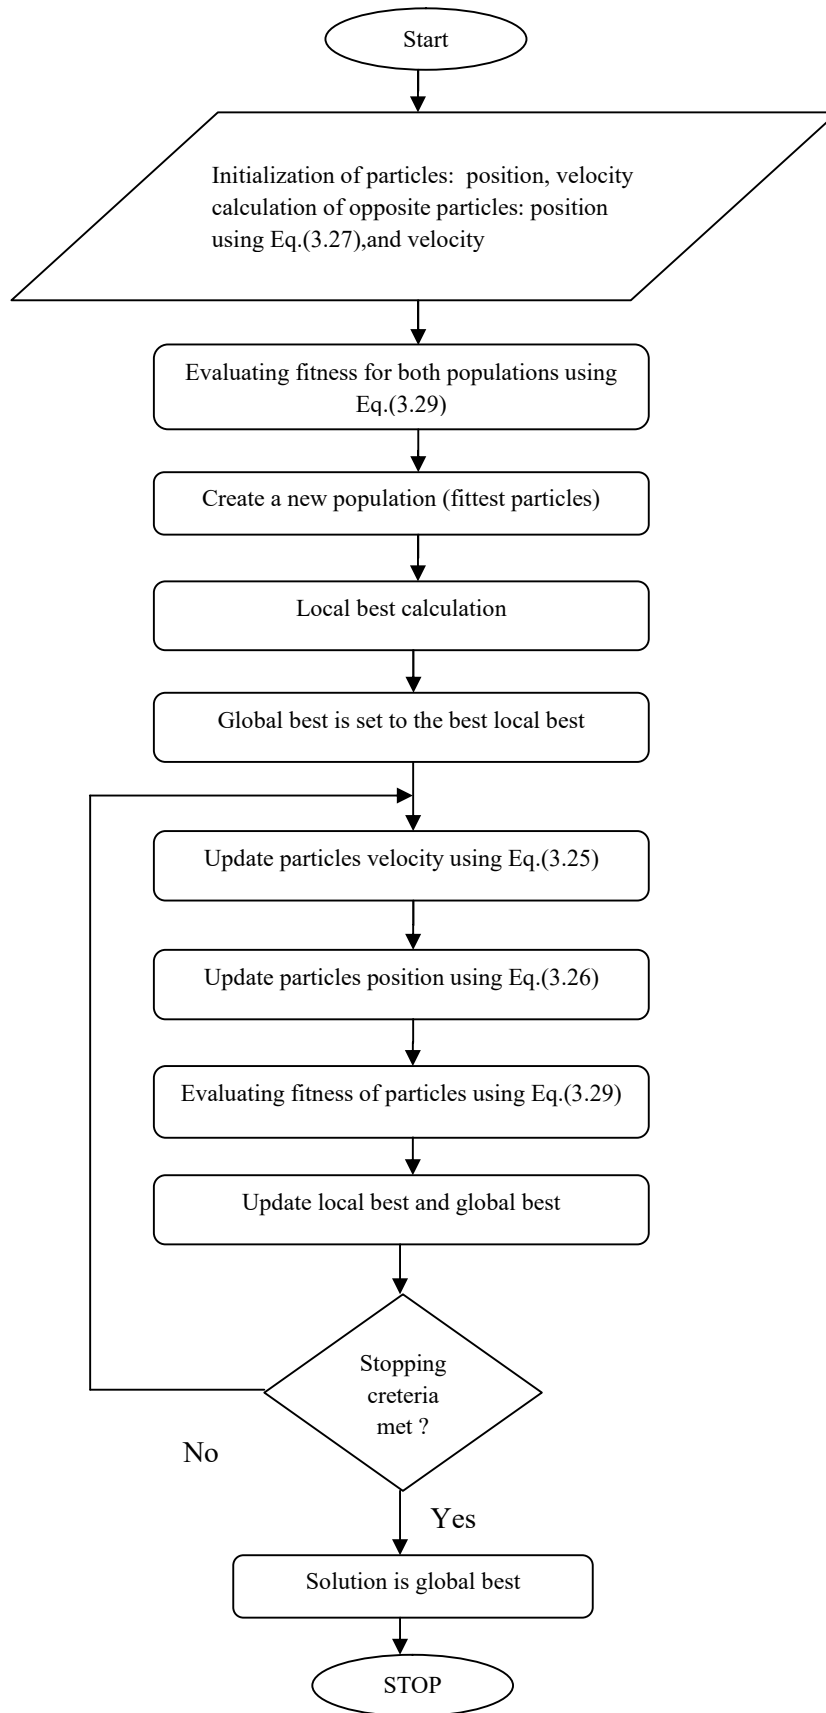 Start
Initialization of particles:  position, velocity
calculation of opposite particles: position
using Eq.(3.27),and velocity
Evaluating fitness for both populations using
Eq.(3.29)
Create a new population (fittest particles)
Local best calculation
Global best is set to the best local best
Update particles velocity using Eq.(3.25)
Update particles position using Eq.(3.26)
Evaluating fitness of particles using Eq.(3.29)
Update local best and global best
Stopping
creteria
met ?
No
Yes
Solution is global best
STOP